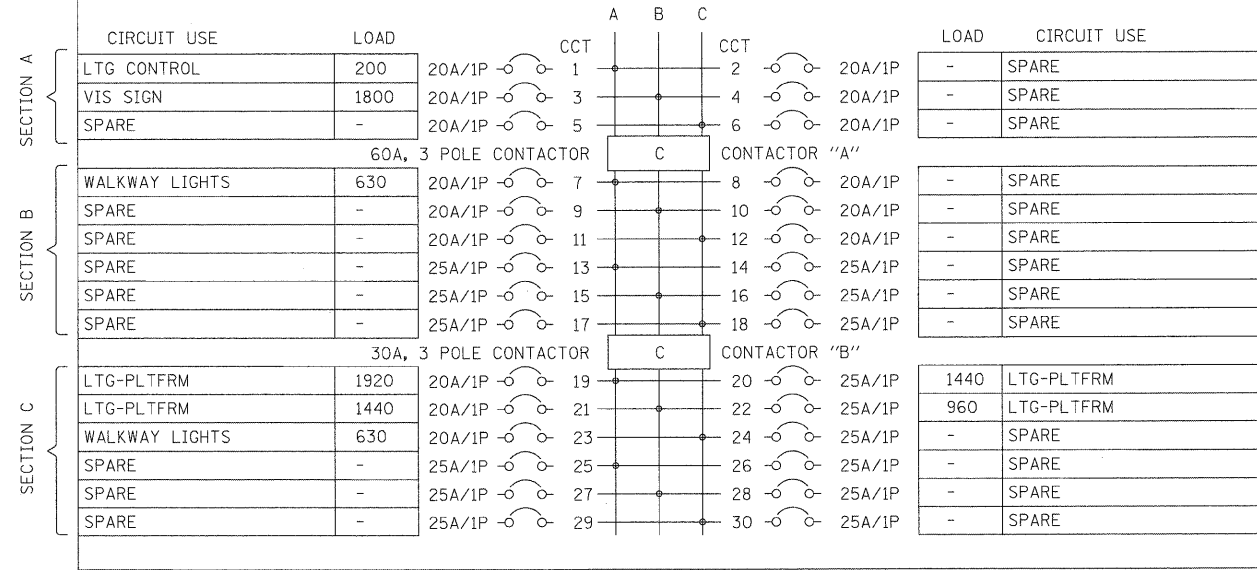 A B C
CIRCUIT USE LOAD CCT CCT LOAD CIRCUIT USE
SECTION A
LTG CONTROL 200 20A/1P 1 2 20A/1P - SPARE
VIS SIGN 1800 20A/1P 3 4 20A/1P - SPARE
SPARE - 20A/1P 5 6 20A/1P - SPARE
60A, 3 POLE CONTACTOR C CONTACTOR "A"
SECTION B
WALKWAY LIGHTS 630 20A/1P 7 8 20A/1P - SPARE
SPARE - 20A/1P 9 10 20A/1P - SPARE
SPARE - 20A/1P 11 12 20A/1P - SPARE
SPARE - 25A/1P 13 14 25A/1P - SPARE
SPARE - 25A/1P 15 16 25A/1P - SPARE
SPARE - 25A/1P 17 18 25A/1P - SPARE
30A, 3 POLE CONTACTOR C CONTACTOR "B"
SECTION C
LTG-PLTFRM 1920 20A/1P 19 20 25A/1P 1440 LTG-PLTFRM
LTG-PLTFRM 1440 20A/1P 21 22 25A/1P 960 LTG-PLTFRM
WALKWAY LIGHTS 630 20A/1P 23 24 25A/1P - SPARE
SPARE - 25A/1P 25 26 25A/1P - SPARE
SPARE - 25A/1P 27 28 25A/1P - SPARE
SPARE - 25A/1P 29 30 25A/1P - SPARE